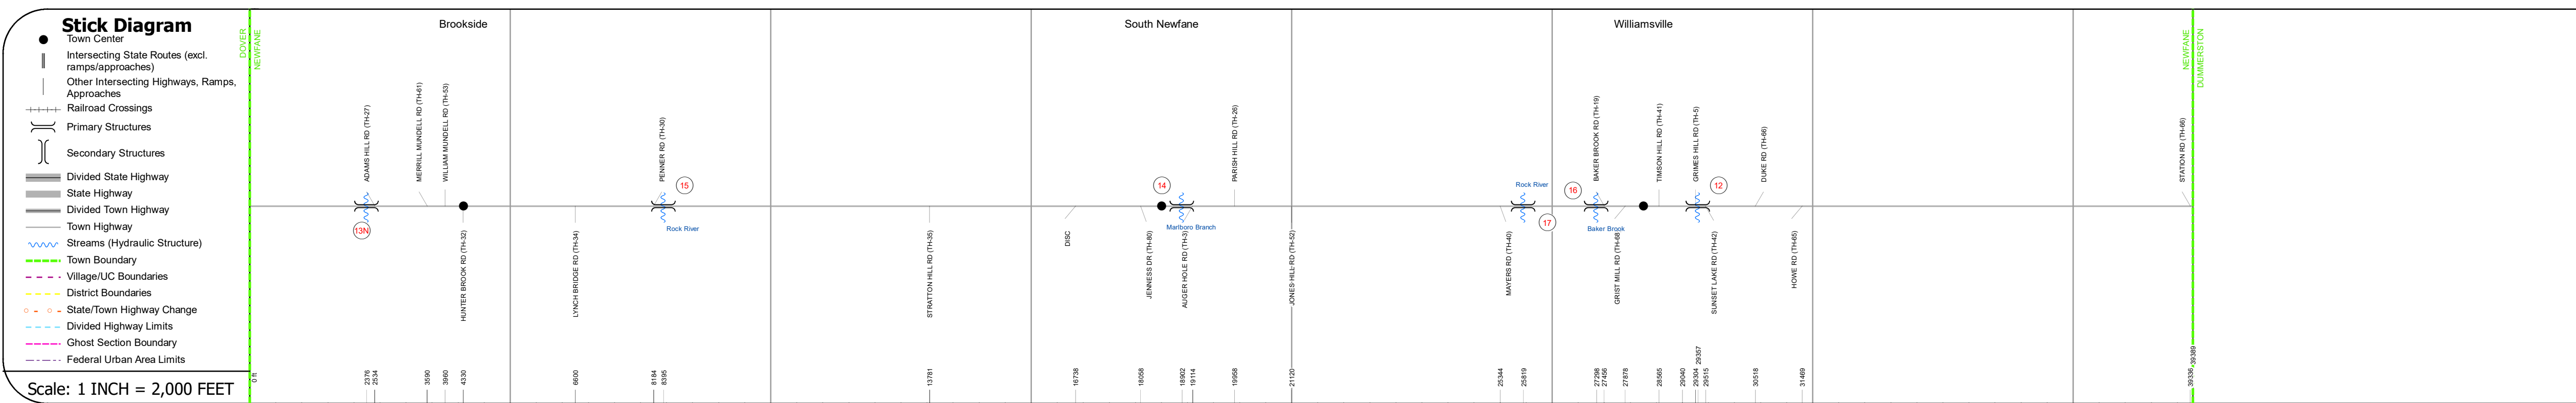 Stick Diagram
Town Center
Intersecting State Routes (excl.
ramps/approaches)
Other Intersecting Highways, Ramps,
Approaches
Railroad Crossings
Primary Structures
Secondary Structures
Divided State Highway
State Highway
Divided Town Highway
Town Highway
Streams (Hydraulic Structure)
Town Boundary
Village/UC Boundaries
District Boundaries
State/Town Highway Change
Divided Highway Limits
Ghost Section Boundary
Federal Urban Area Limits
Scale: 1 INCH = 2,000 FEET
Brookside
South Newfane
Williamsville
DOVER
NEWFANE
NEWFANE
DUMMERSTON
ADAMS HILL RD (TH-27)
MERRILL MUNDELL RD (TH-61)
WILLIAM MUNDELL RD (TH-53)
PENNER RD (TH-30)
PARISH HILL RD (TH-26)
BAKER BROOK RD (TH-19)
TIMSON HILL RD (TH-41)
GRIMES HILL RD (TH-5)
DUKE RD (TH-66)
STATION RD (TH-66)
13N
15
14
17
16
12
Rock River
Marlboro Branch
Rock River
Baker Brook
HUNTER BROOK RD (TH-32)
LYNCH BRIDGE RD (TH-34)
STRATTON HILL RD (TH-35)
DISC
JENNESS DR (TH-80)
AUGER HOLE RD (TH-3)
JONES HILL RD (TH-52)
MAYERS RD (TH-40)
GRIST MILL RD (TH-68
SUNSET LAKE RD (TH-42)
HOWE RD (TH-65)
0 ft
2376
2534
3590
3960
4330
6600
8184
8395
13781
16738
18058
18902
19114
19958
21120
25344
25819
27298
27456
27878
28565
29040
29304
29357
29515
30518
31469
39336
39389